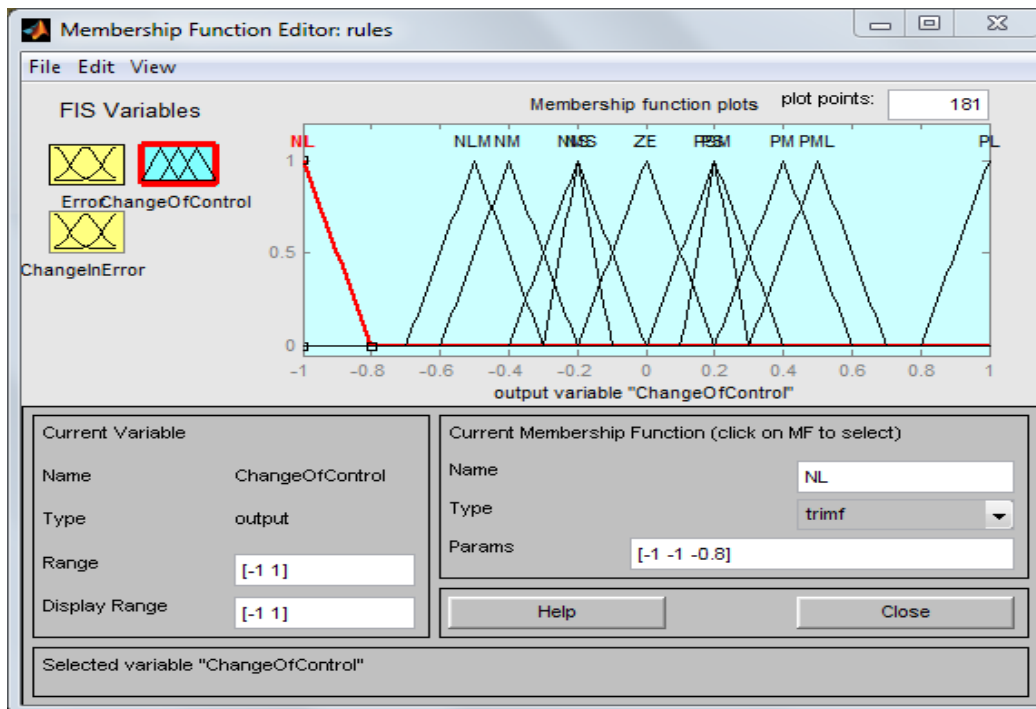 Membership Function Editor: rules
File Edit View
FIS Variables
Membership function plots plot points: 181
NL NLM NM ZE PM PML PL
1
0.5
0
-1 -0.8 -0.6 -0.4 -0.2 0 0.2 0.4 0.6 0.8 1
output variable "ChangeOfControl"
Error ChangeOfControl
ChangeInError
Current Variable
Name ChangeOfControl
Type output
Range [-1 1]
Display Range [-1 1]
Current Membership Function (click on MF to select)
Name NL
Type trimf
Params [-1 -1 -0.8]
Help Close
Selected variable "ChangeOfControl"